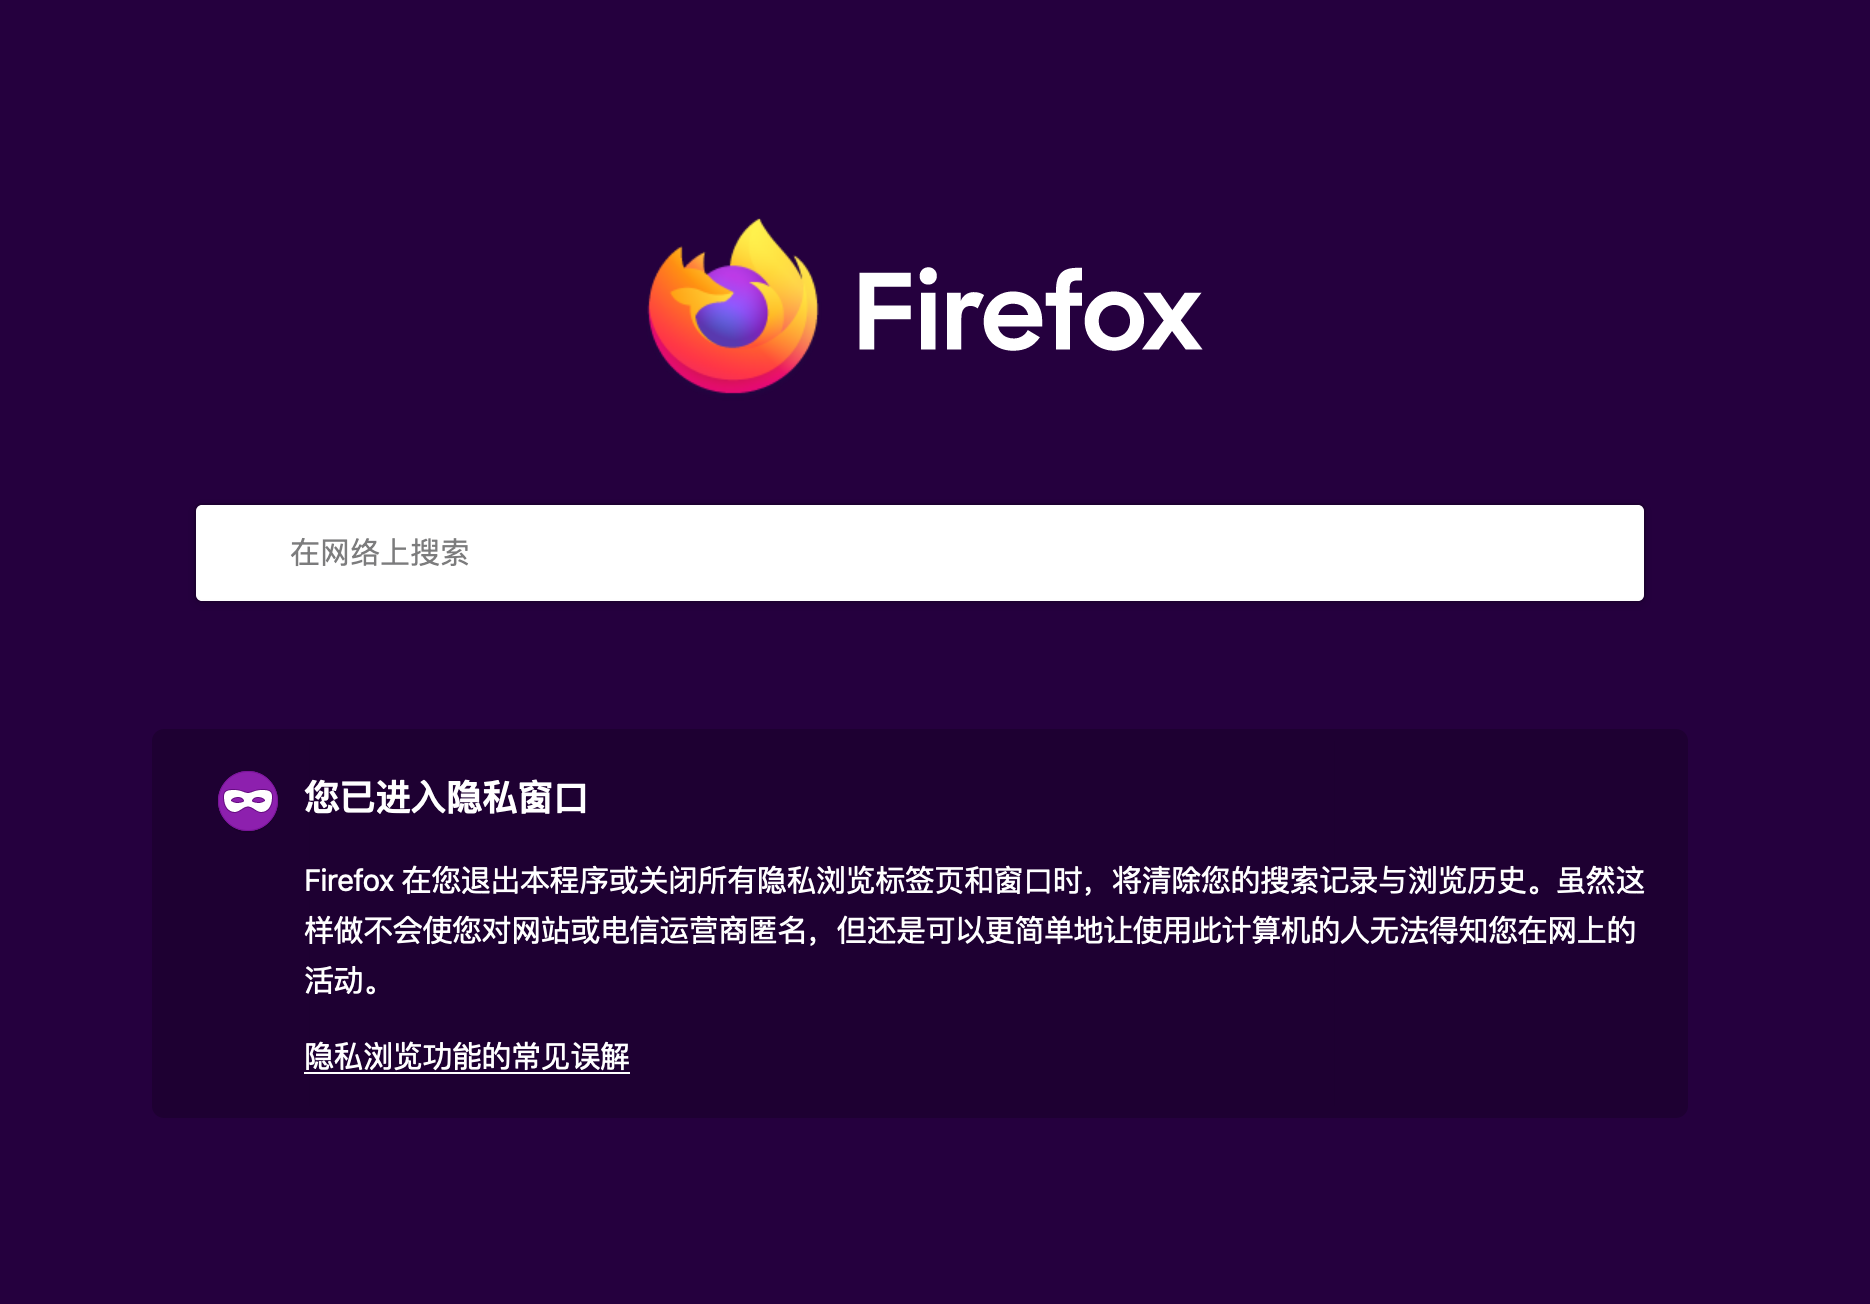 Firefox
在网络上搜索
您已进入隐私窗口
Firefox 在您退出本程序或关闭所有隐私浏览标签页和窗口时，将清除您的搜索记录与浏览历史。虽然这
样做不会使您对网站或电信运营商匿名，但还是可以更简单地让使用此计算机的人无法得知您在网上的
活动。
隐私浏览功能的常见误解